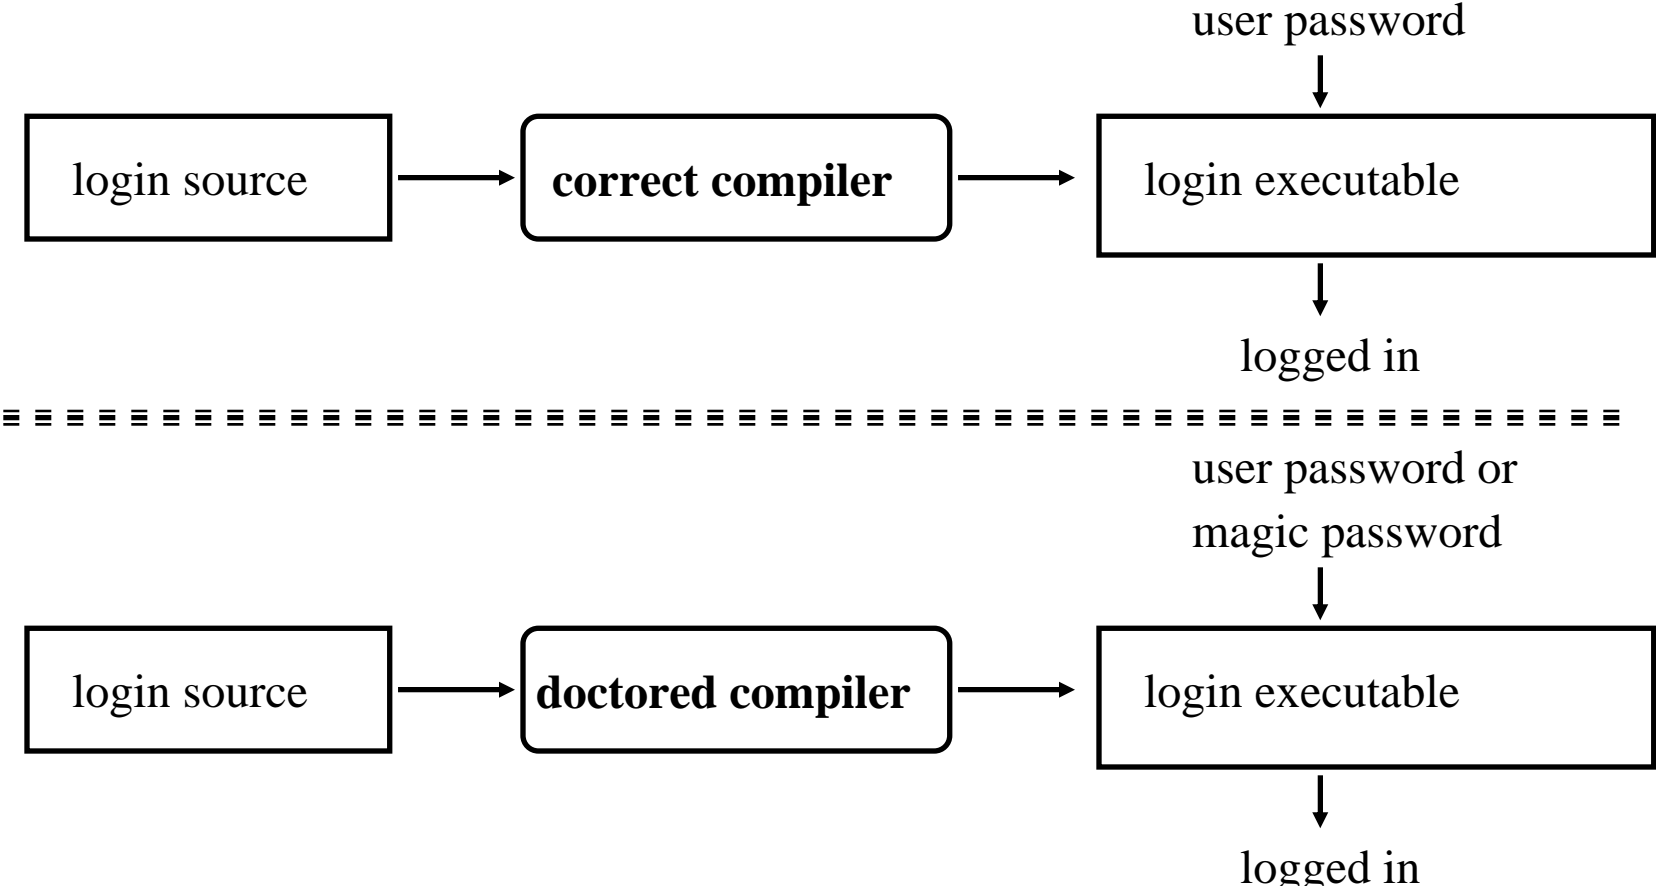 user password
login source
correct compiler
login executable
logged in
user password or
magic password
login source
doctored compiler
login executable
logged in